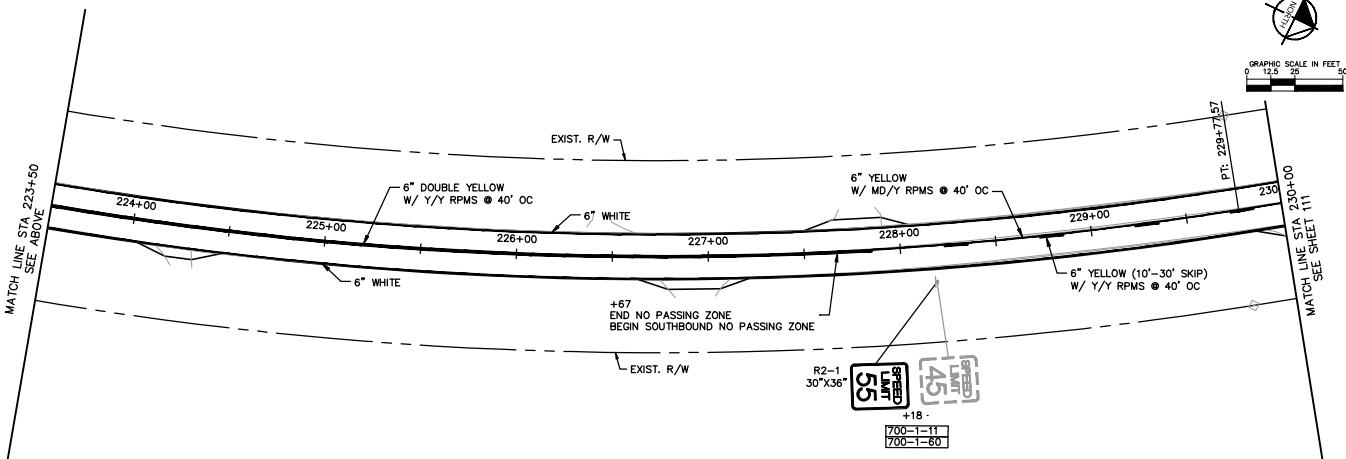 NORTH
GRAPHIC SCALE IN FEET
0 12.5 25 50
EXIST. R/W
PT: 229+77.57
MATCH LINE STA 223+50
SEE ABOVE
6" DOUBLE YELLOW
W/ Y/Y RPMS @ 40' OC
6" YELLOW
W/ MD/Y RPMS @ 40' OC
6" WHITE
224+00
225+00
226+00
227+00
228+00
229+00
230
MATCH LINE STA 230+00
SEE SHEET 111
6" WHITE
6" YELLOW (10'-30' SKIP)
W/ Y/Y RPMS @ 40' OC
+67
END NO PASSING ZONE
BEGIN SOUTHBOUND NO PASSING ZONE
EXIST. R/W
R2-1
30"X36"
SPEED
LIMIT
55
SPEED
LIMIT
45
+18 -
700-1-11
700-1-60